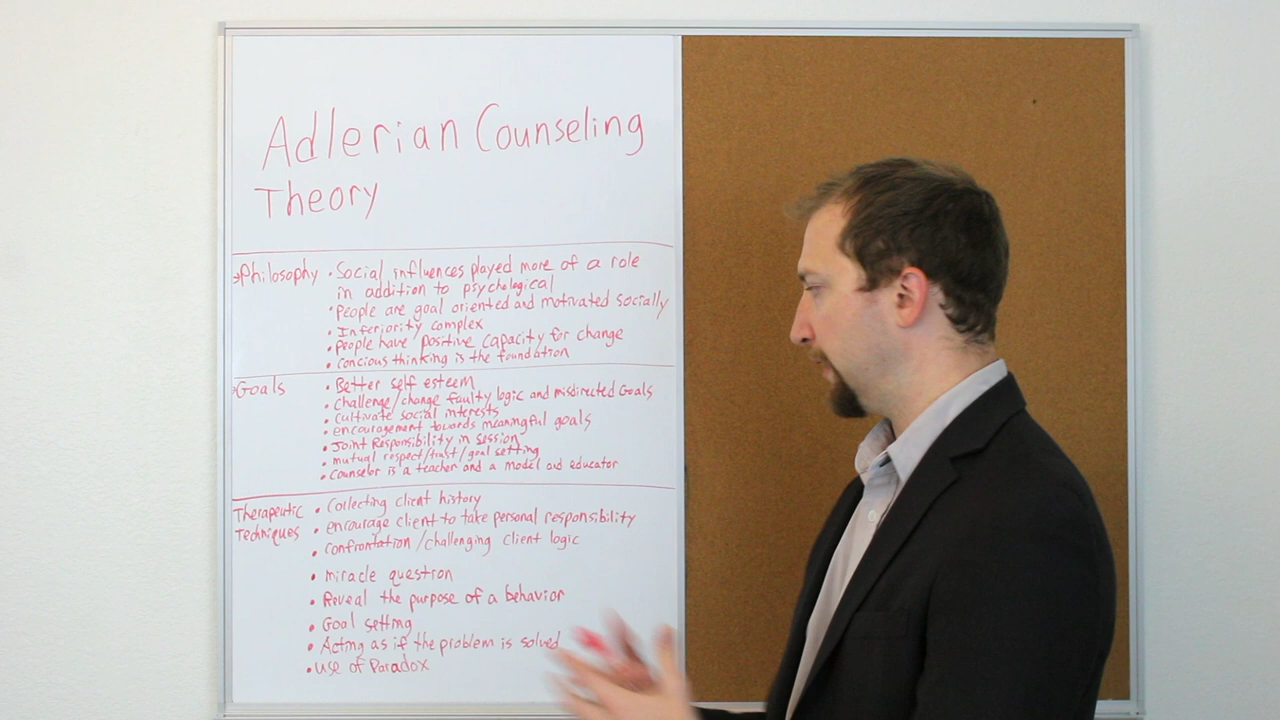 Adlerian Counseling
Theory
→Philosophy • Social influences played more of a role
in addition to psychological
• People are goal oriented and motivated socially
• Inferiority complex
• People have positive capacity for change
• concious thinking is the foundation
→Goals • Better self esteem
• challenge/change faulty logic and misdirected Goals
• cultivate social interests
• encouragement towards meaningful goals
• Joint Responsibility in session
• mutual respect/trust/goal setting
• counselor is a teacher and a model and educator
Therapeutic • Collecting client history
Techniques • encourage client to take personal responsibility
• confrontation/challenging client logic
• miracle question
• Reveal the purpose of a behavior
• Goal setting
• Acting as if the problem is solved
• use of Paradox